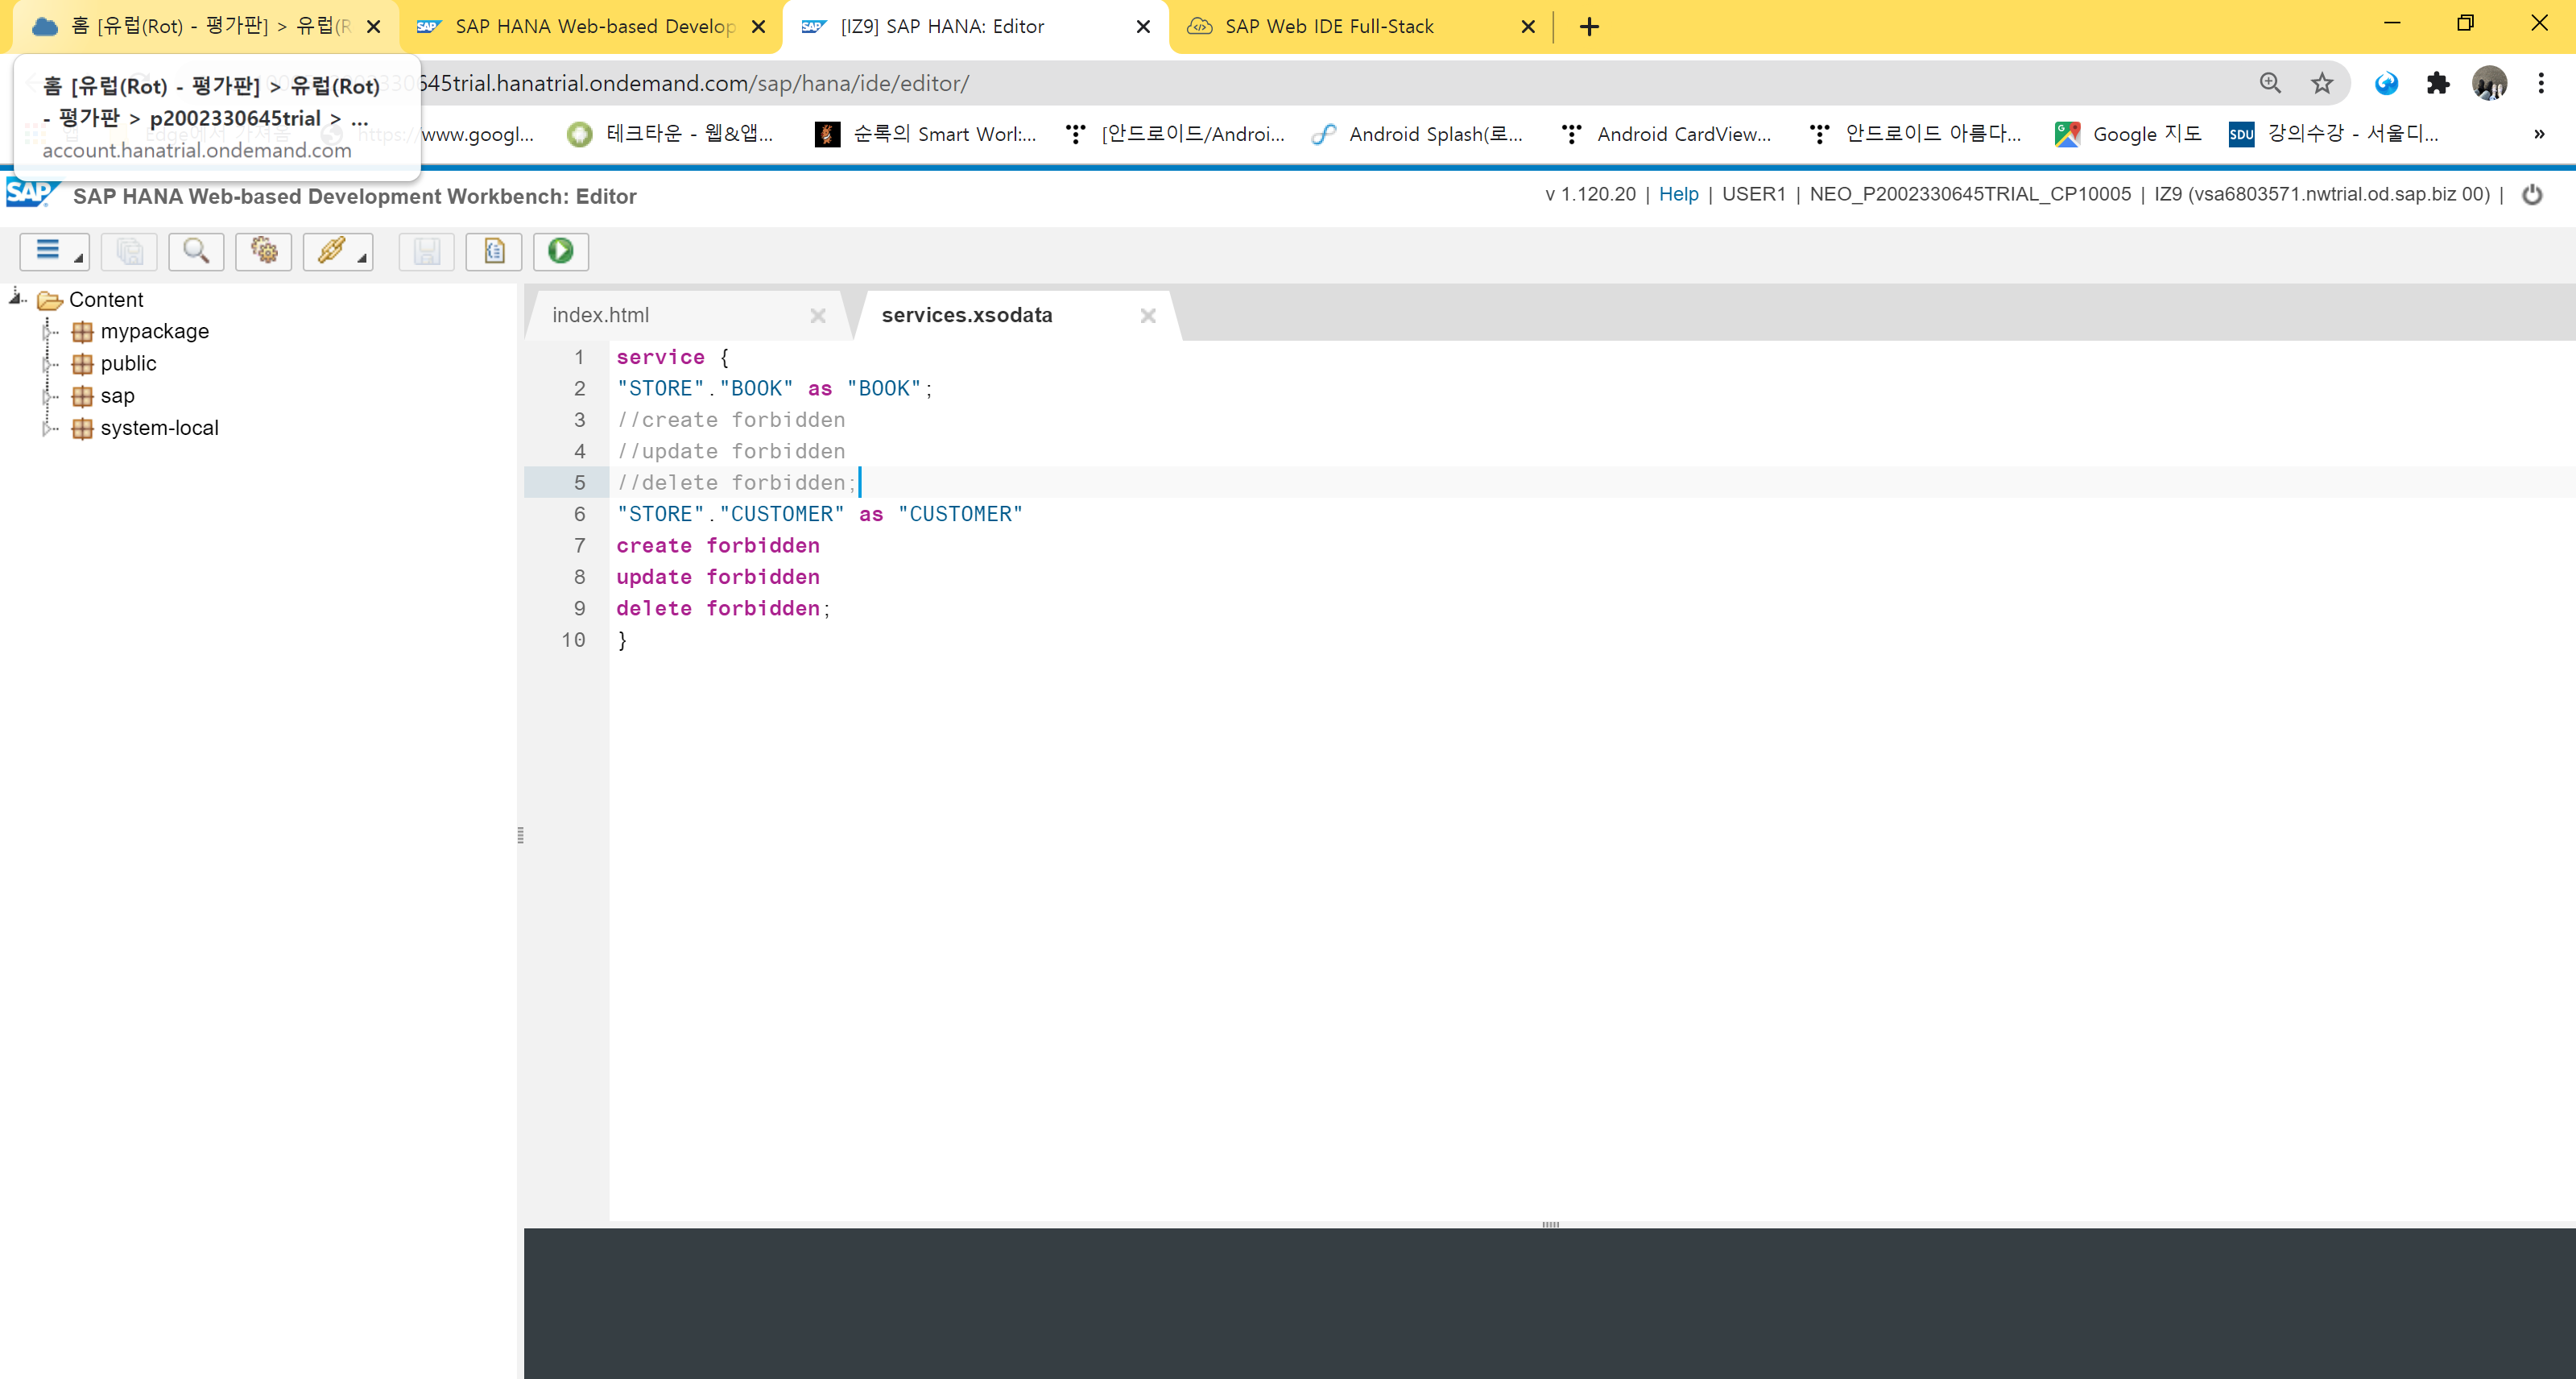 홈 [유럽(Rot) - 평가판] > 유럽(R
SAP HANA Web-based Develop
[IZ9] SAP HANA: Editor
SAP Web IDE Full-Stack
홈 [유럽(Rot) - 평가판] > 유럽(Rot)
- 평가판 > p2002330645trial > ...
account.hanatrial.ondemand.com
45trial.hanatrial.ondemand.com/sap/hana/ide/editor/
https://www.googl...
테크타운 - 웹&앱...
순록의 Smart Worl:...
[안드로이드/Androi...
Android Splash(로...
Android CardView...
안드로이드 아름다...
Google 지도
SDU
강의수강 - 서울디...
»
SAP
SAP HANA Web-based Development Workbench: Editor
v 1.120.20 | Help | USER1 | NEO_P2002330645TRIAL_CP10005 | IZ9 (vsa6803571.nwtrial.od.sap.biz 00) |
Content
mypackage
public
sap
system-local
index.html
services.xsodata
1 service {
2 "STORE"."BOOK" as "BOOK";
3 //create forbidden
4 //update forbidden
5 //delete forbidden;
6 "STORE"."CUSTOMER" as "CUSTOMER"
7 create forbidden
8 update forbidden
9 delete forbidden;
10 }